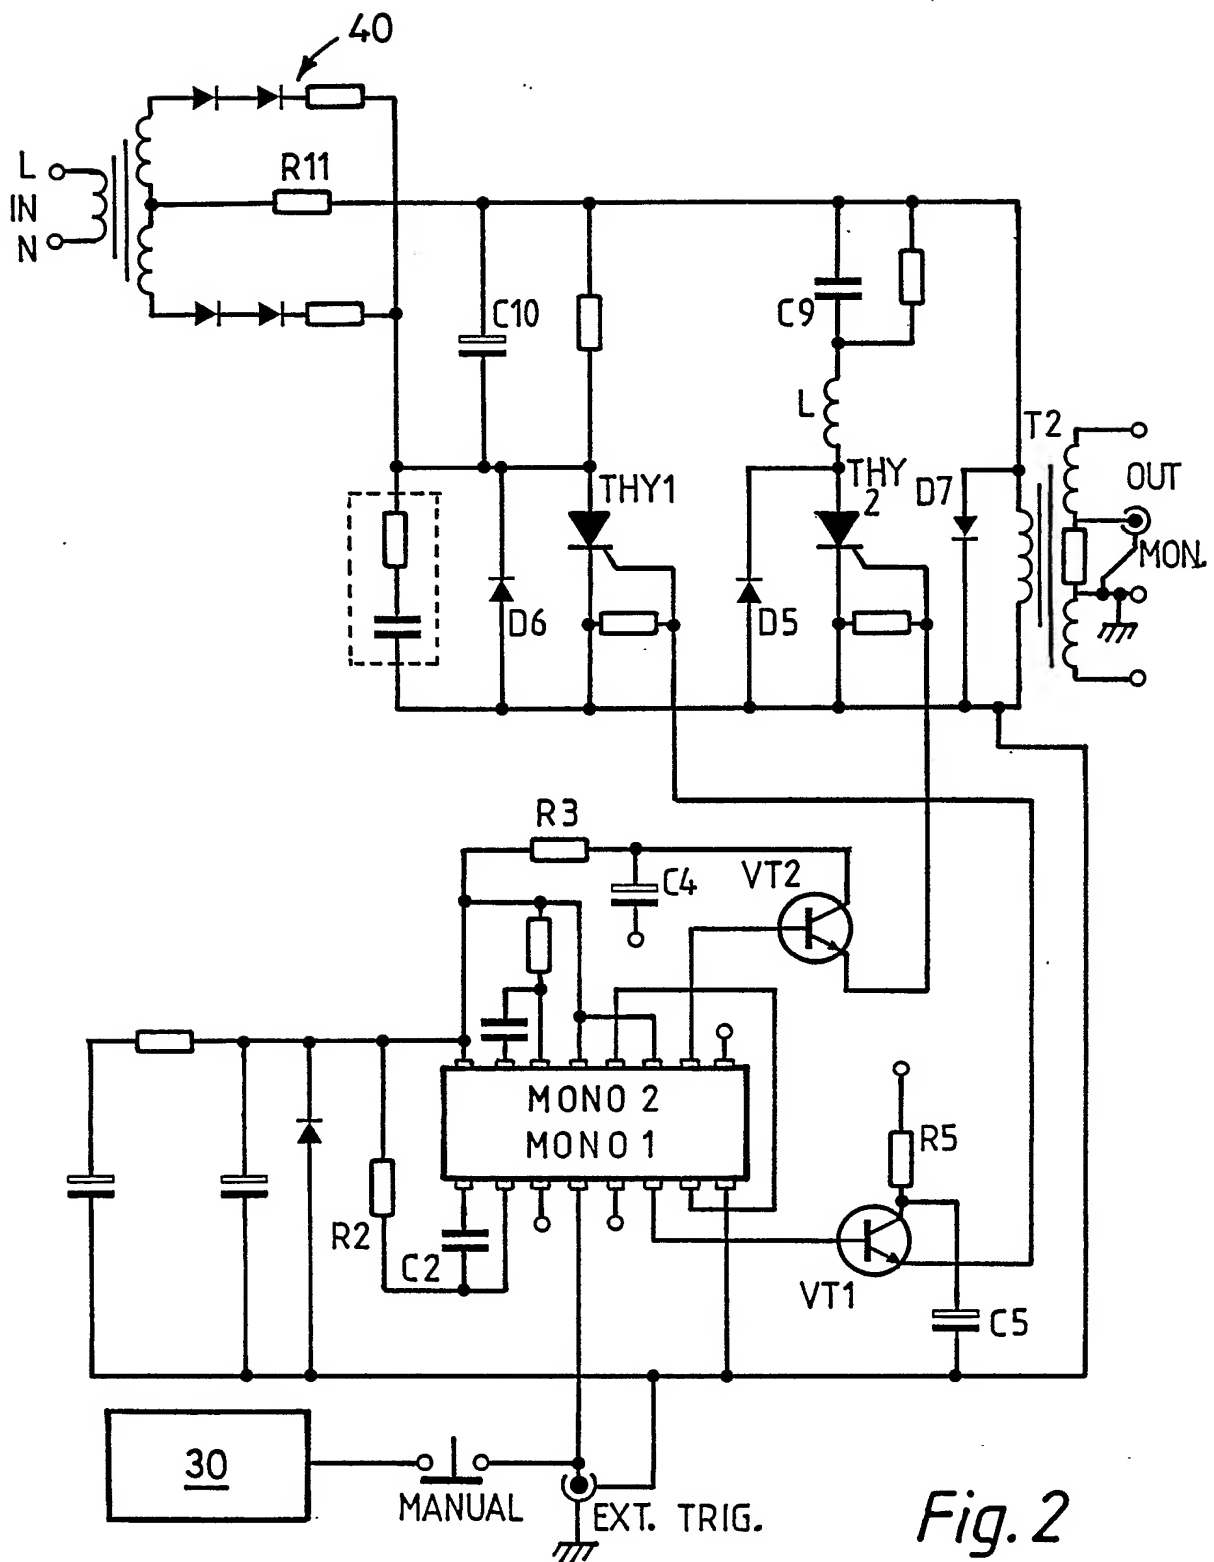 40
L
IN
N
R11
C10
C9
L
T2
THY1
THY
2
D7
OUT
MON.
D6
D5
R3
C4
VT2
MONO 2
MONO 1
R5
R2
C2
VT1
C5
30
MANUAL
EXT. TRIG.
Fig. 2